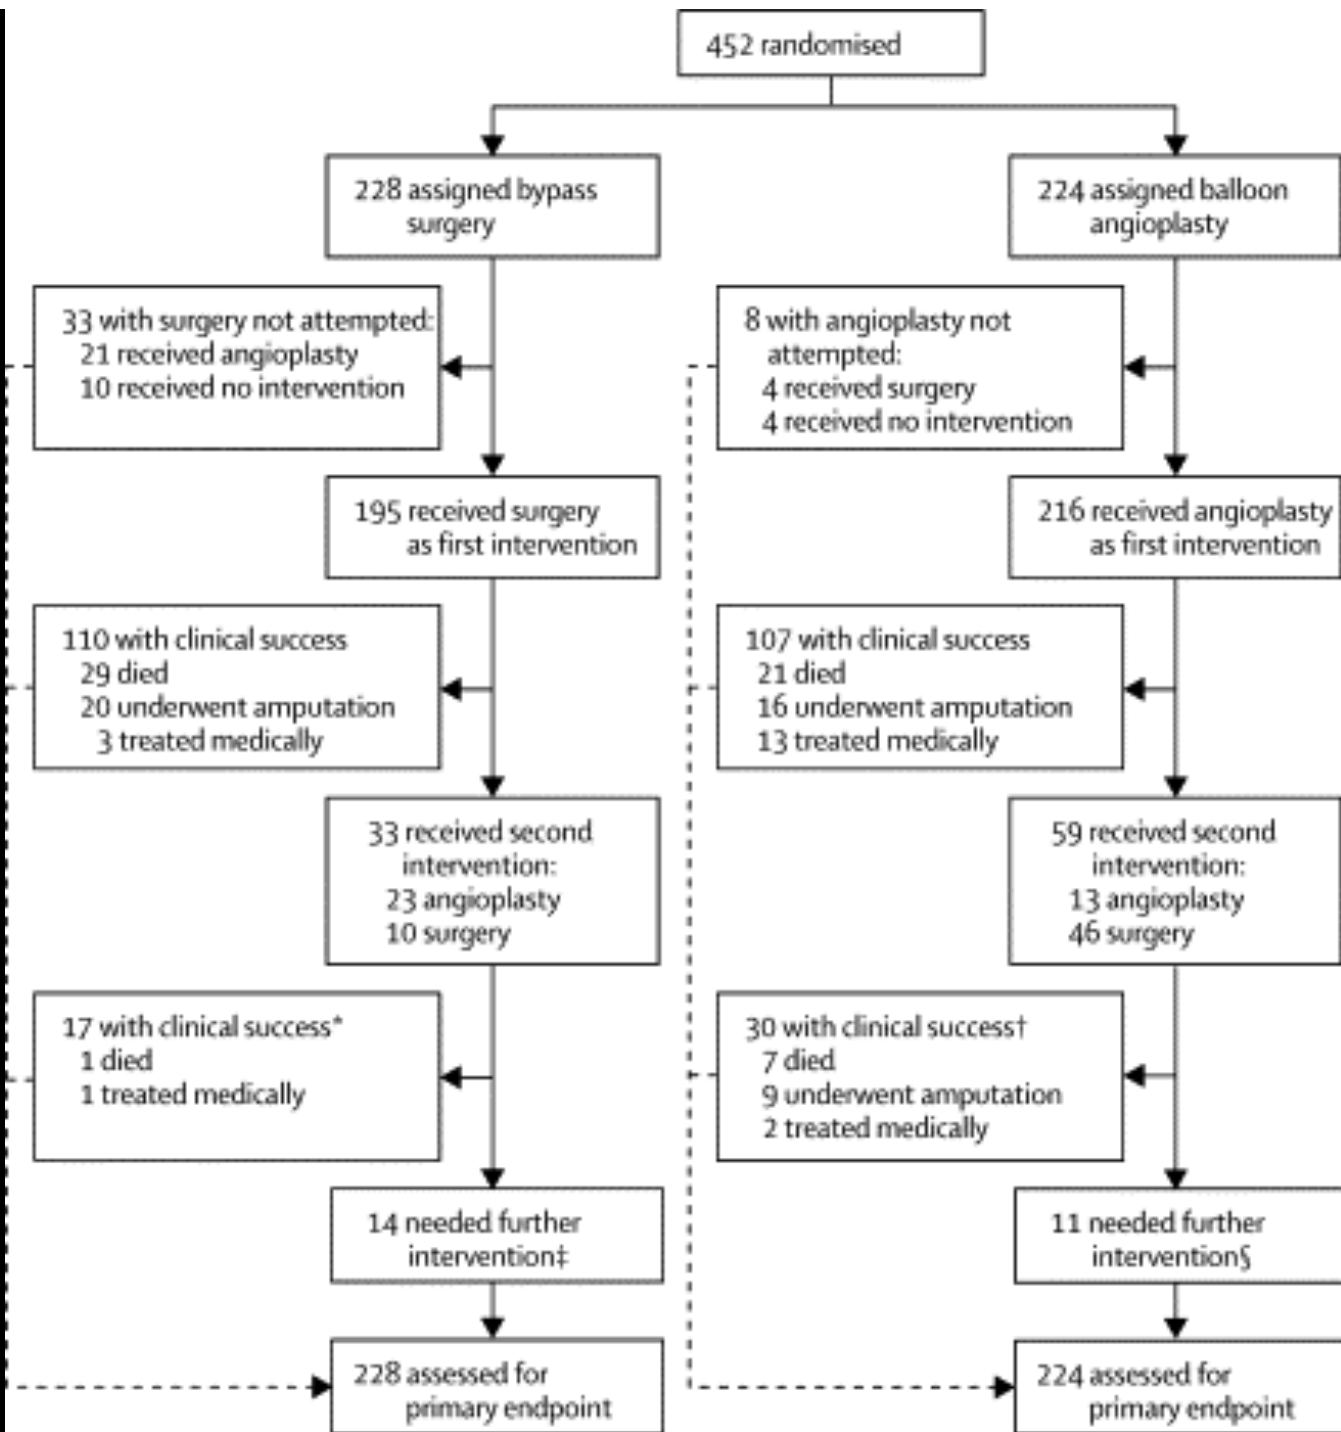 452 randomised
228 assigned bypass
surgery
224 assigned balloon
angioplasty
33 with surgery not attempted:
21 received angioplasty
10 received no intervention
8 with angioplasty not
attempted:
4 received surgery
4 received no intervention
195 received surgery
as first intervention
216 received angioplasty
as first intervention
110 with clinical success
29 died
20 underwent amputation
3 treated medically
107 with clinical success
21 died
16 underwent amputation
13 treated medically
33 received second
intervention:
23 angioplasty
10 surgery
59 received second
intervention:
13 angioplasty
46 surgery
17 with clinical success*
1 died
1 treated medically
30 with clinical success†
7 died
9 underwent amputation
2 treated medically
14 needed further
intervention‡
11 needed further
intervention§
228 assessed for
primary endpoint
224 assessed for
primary endpoint